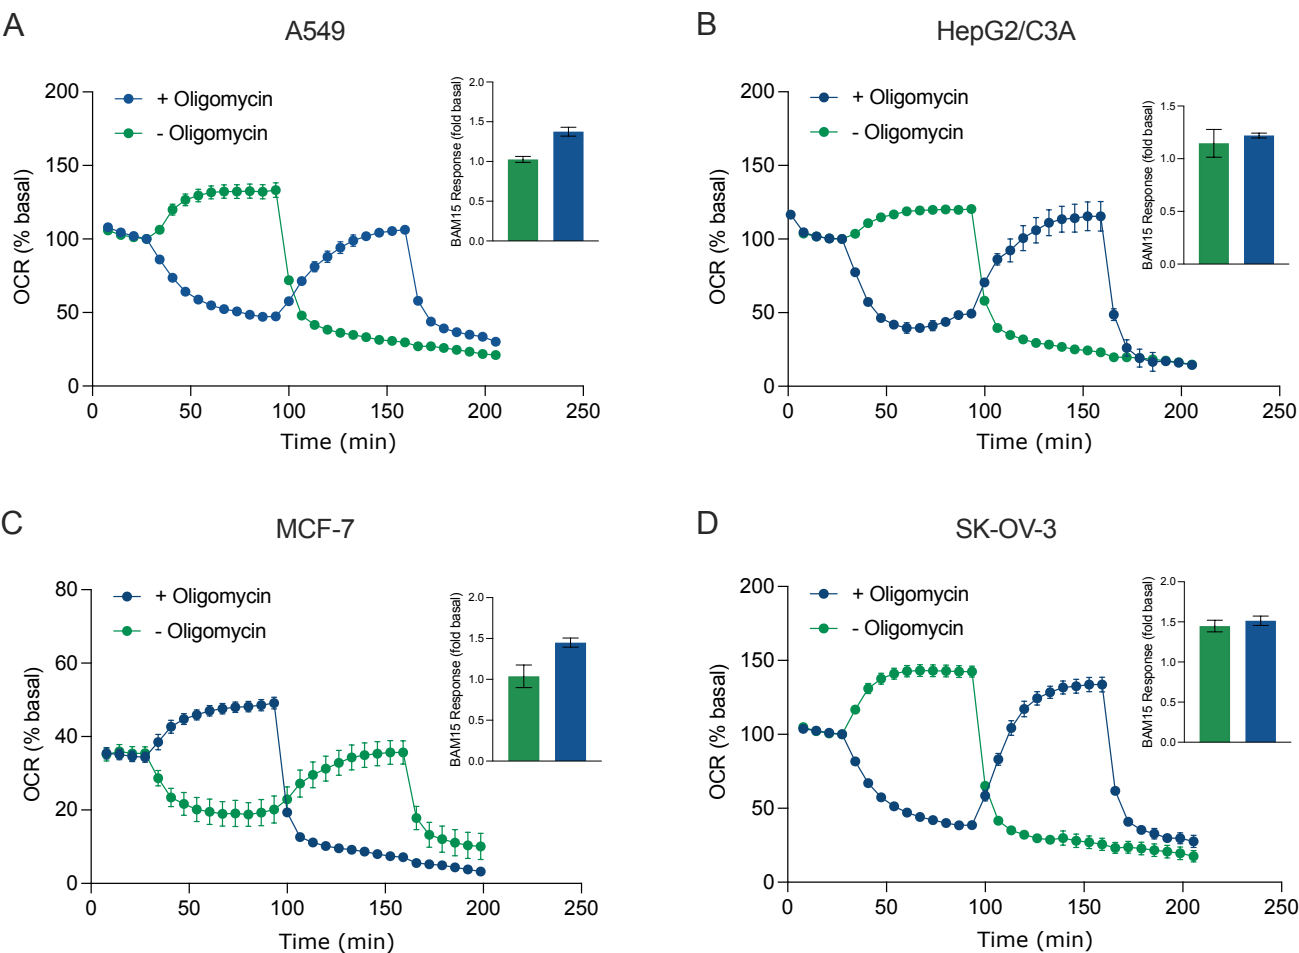 A
A549
200
150
100
50
0
OCR (% basal)
+ Oligomycin
- Oligomycin
2.0
1.5
1.0
0.5
0.0
BAM15 Response (fold basal)
0 50 100 150 200 250
Time (min)
B
HepG2/C3A
200
150
100
50
0
OCR (% basal)
+ Oligomycin
- Oligomycin
1.5
1.0
0.5
0.0
BAM15 Response (fold basal)
0 50 100 150 200 250
Time (min)
C
MCF-7
80
60
40
20
0
OCR (% basal)
+ Oligomycin
- Oligomycin
2.0
1.5
1.0
0.5
0.0
BAM15 Response (fold basal)
0 50 100 150 200 250
Time (min)
D
SK-OV-3
200
150
100
50
0
OCR (% basal)
+ Oligomycin
- Oligomycin
2.0
1.5
1.0
0.5
0.0
BAM15 Response (fold basal)
0 50 100 150 200 250
Time (min)